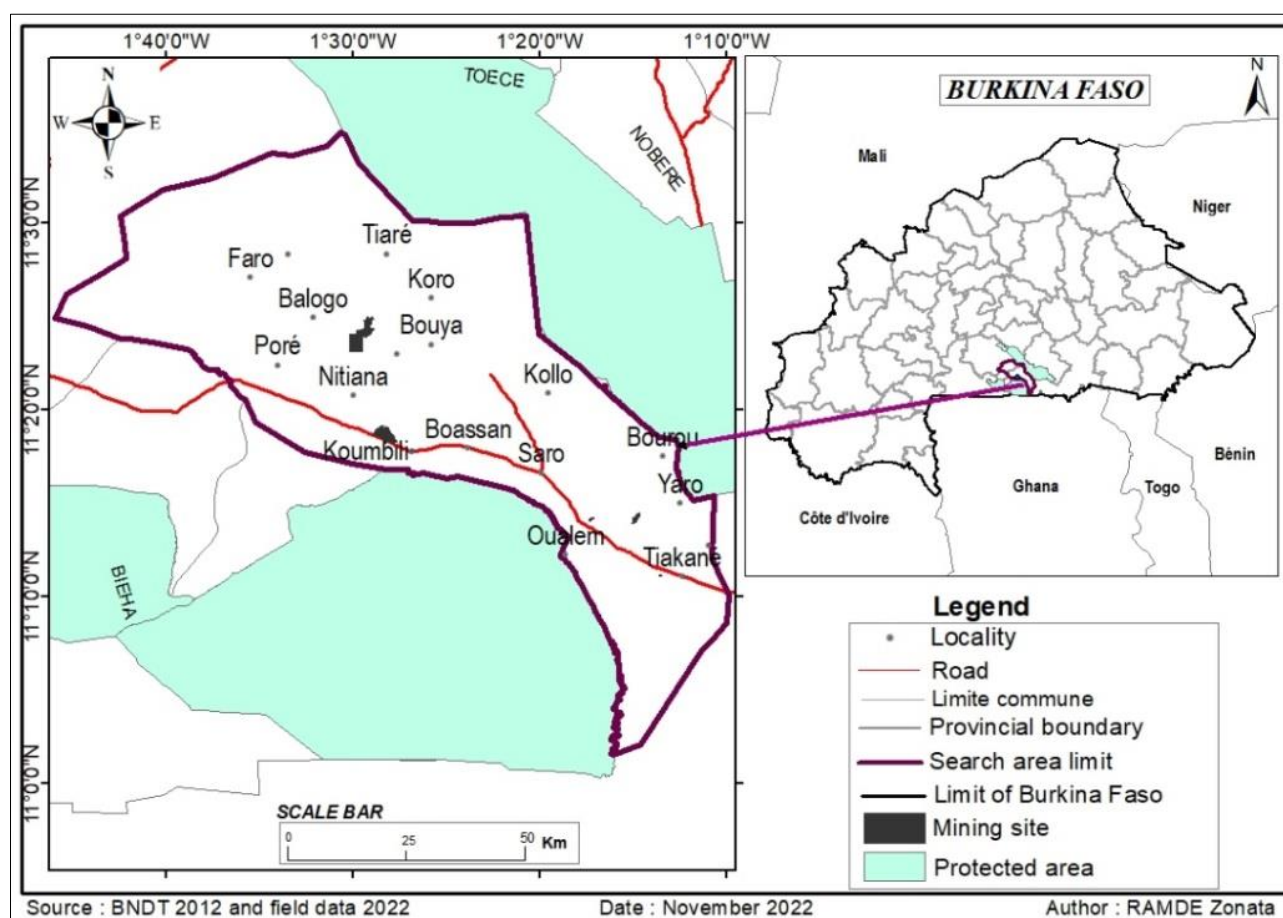 1°40'0"W 1°30'0"W 1°20'0"W 1°10'0"W
N
W E
S
TOECE
NOBERE
11°30'0"N
Tiaré
Faro
Koro
Balogo
Bouya
Poré
Nitiana
Kollo
11°20'0"N
Boassan
Bourou
Koumbili
Saro
Yaro
Oualem
Tiakané
BIEHA
11°10'0"N
11°0'0"N
SCALE BAR
0 25 50 Km
BURKINA FASO
N
Mali
Niger
Bénin
Ghana
Togo
Côte d'Ivoire
Legend
Locality
Road
Limite commune
Provincial boundary
Search area limit
Limit of Burkina Faso
Mining site
Protected area
Source : BNDT 2012 and field data 2022 Date : November 2022 Author : RAMDE Zonata